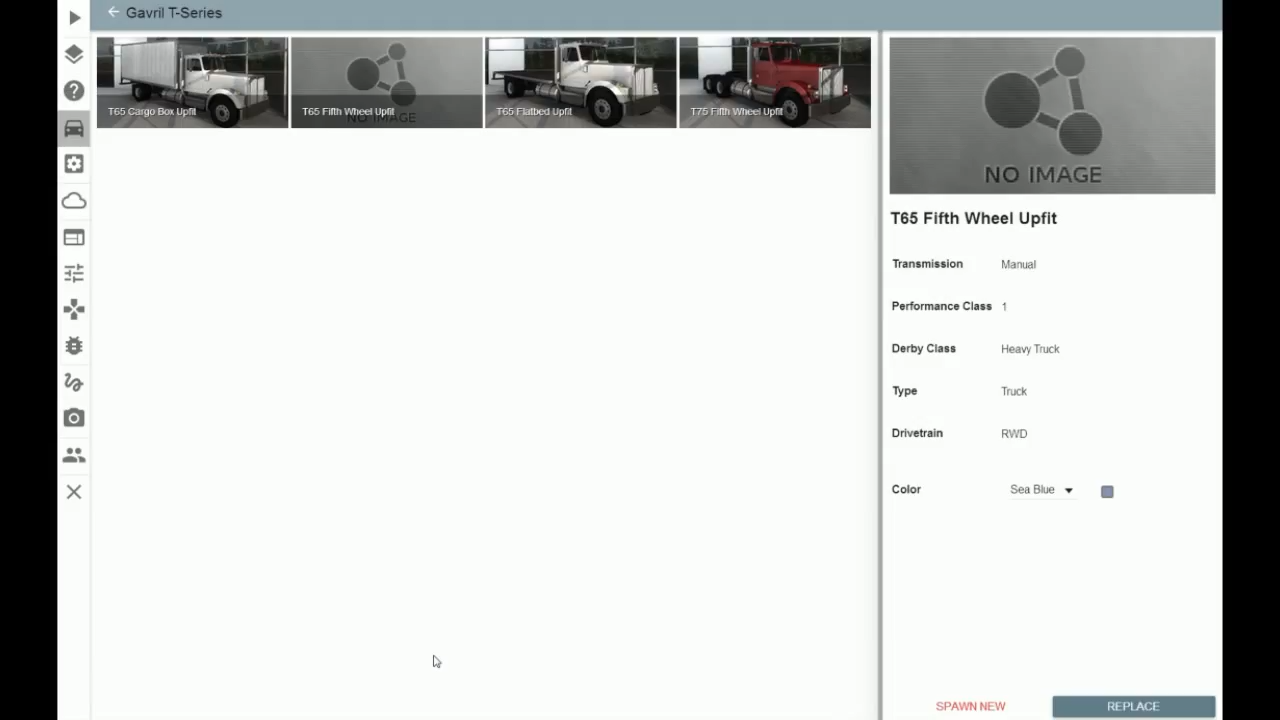 Gavril T-Series
T65 Cargo Box Upfit
T65 Fifth Wheel Upfit
NO IMAGE
T65 Flatbed Upfit
T75 Fifth Wheel Upfit
NO IMAGE
T65 Fifth Wheel Upfit
Transmission Manual
Performance Class 1
Derby Class Heavy Truck
Type Truck
Drivetrain RWD
Color Sea Blue
SPAWN NEW REPLACE